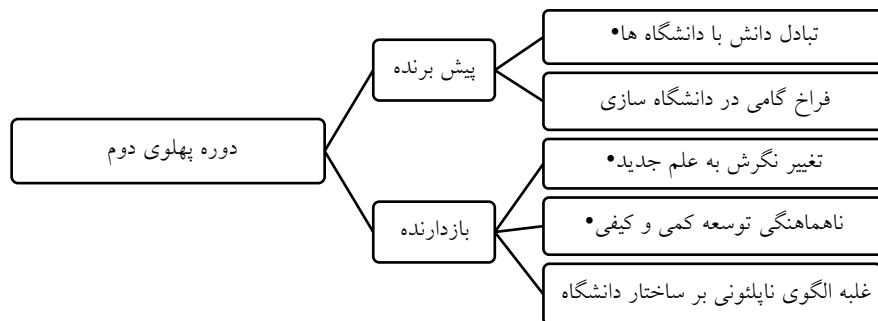 دوره پهلوی دوم
پیش برنده
تبادل دانش با دانشگاه ها•
فراخ گامی در دانشگاه سازی
بازدارنده
تغییر نگرش به علم جدید•
ناهماهنگی توسعه کمی و کیفی•
غلبه الگوی ناپلئونی بر ساختار دانشگاه